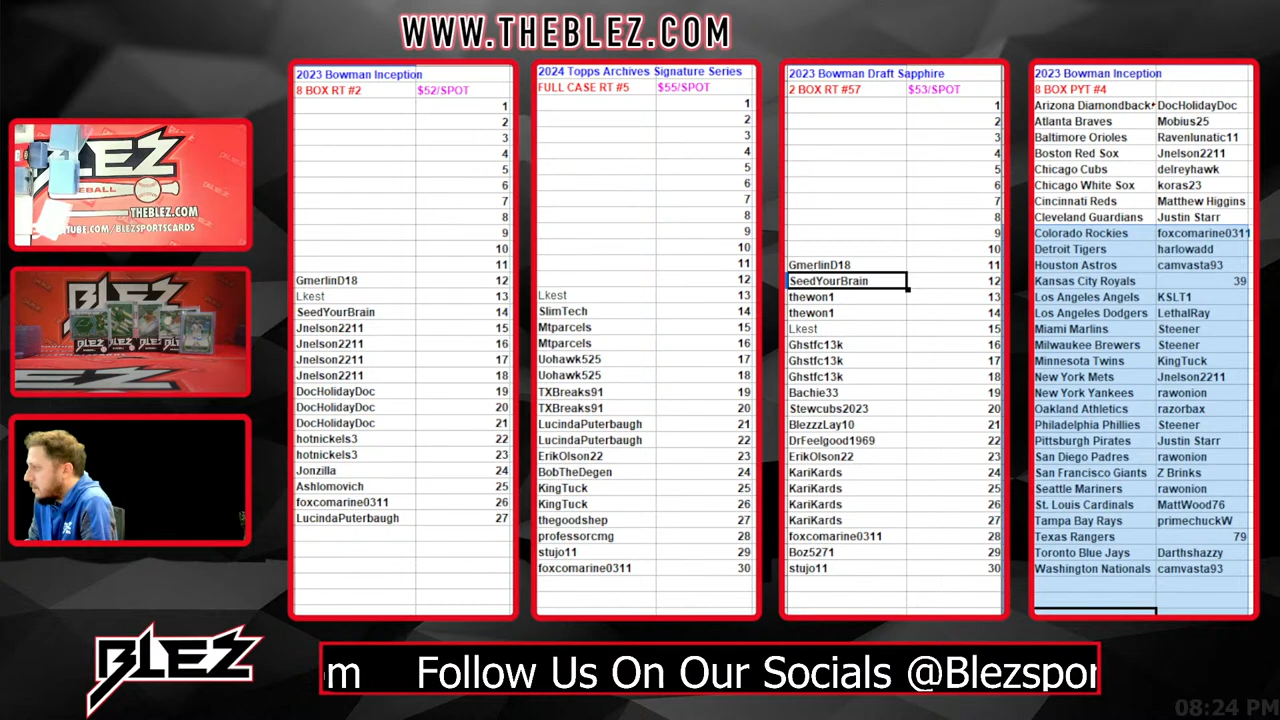 WWW.THEBLEZ.COM
BLEZ
BASEBALL
THEBLEZ.COM
YOUTUBE.COM/BLEZSPORTSCARDS
2023 Bowman Inception
8 BOX RT #2 $52/SPOT
1
2
3
4
5
6
7
8
9
10
11
GmerlinD18 12
Lkest 13
SeedYourBrain 14
Jnelson2211 15
Jnelson2211 16
Jnelson2211 17
Jnelson2211 18
DocHolidayDoc 19
DocHolidayDoc 20
DocHolidayDoc 21
hotnickels3 22
hotnickels3 23
Jonzilla 24
Ashlomovich 25
foxcomarine0311 26
LucindaPuterbaugh 27
2024 Topps Archives Signature Series
FULL CASE RT #5 $55/SPOT
1
2
3
4
5
6
7
8
9
10
11
12
Lkest 13
SlimTech 14
Mtparcels 15
Mtparcels 16
Uohawk525 17
Uohawk525 18
TXBreaks91 19
TXBreaks91 20
LucindaPuterbaugh 21
LucindaPuterbaugh 22
ErikOlson22 23
BobTheDegen 24
KingTuck 25
KingTuck 26
thegoodshep 27
professorcmg 28
stujo11 29
foxcomarine0311 30
2023 Bowman Draft Sapphire
2 BOX RT #57 $53/SPOT
1
2
3
4
5
6
7
8
9
10
GmerlinD18 11
SeedYourBrain 12
thewon1 13
thewon1 14
Lkest 15
Ghstfc13k 16
Ghstfc13k 17
Ghstfc13k 18
Bachie33 19
Stewcubs2023 20
BlezzzLay10 21
DrFeelgood1969 22
ErikOlson22 23
KariKards 24
KariKards 25
KariKards 26
KariKards 27
foxcomarine0311 28
Boz5271 29
stujo11 30
2023 Bowman Inception
8 BOX PYT #4
Arizona Diamondback DocHolidayDoc
Atlanta Braves Mobius25
Baltimore Orioles Ravenlunatic11
Boston Red Sox Jnelson2211
Chicago Cubs delreyhawk
Chicago White Sox koras23
Cincinnati Reds Matthew Higgins
Cleveland Guardians Justin Starr
Colorado Rockies foxcomarine0311
Detroit Tigers harlowadd
Houston Astros camvasta93
Kansas City Royals 39
Los Angeles Angels KSLT1
Los Angeles Dodgers LethalRay
Miami Marlins Steener
Milwaukee Brewers Steener
Minnesota Twins KingTuck
New York Mets Jnelson2211
New York Yankees rawonion
Oakland Athletics razorbax
Philadelphia Phillies Steener
Pittsburgh Pirates Justin Starr
San Diego Padres rawonion
San Francisco Giants Z Brinks
Seattle Mariners rawonion
St. Louis Cardinals MattWood76
Tampa Bay Rays primechuckW
Texas Rangers 79
Toronto Blue Jays Darthshazzy
Washington Nationals camvasta93
BLEZ
om Follow Us On Our Socials @Blezspor
08:24 PM